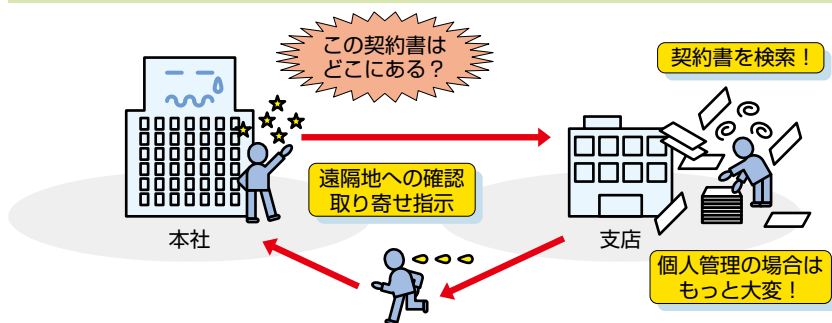 この契約書は
どこにある？
契約書を検索！
遠隔地への確認
取り寄せ指示
本社
支店
個人管理の場合は
もっと大変！